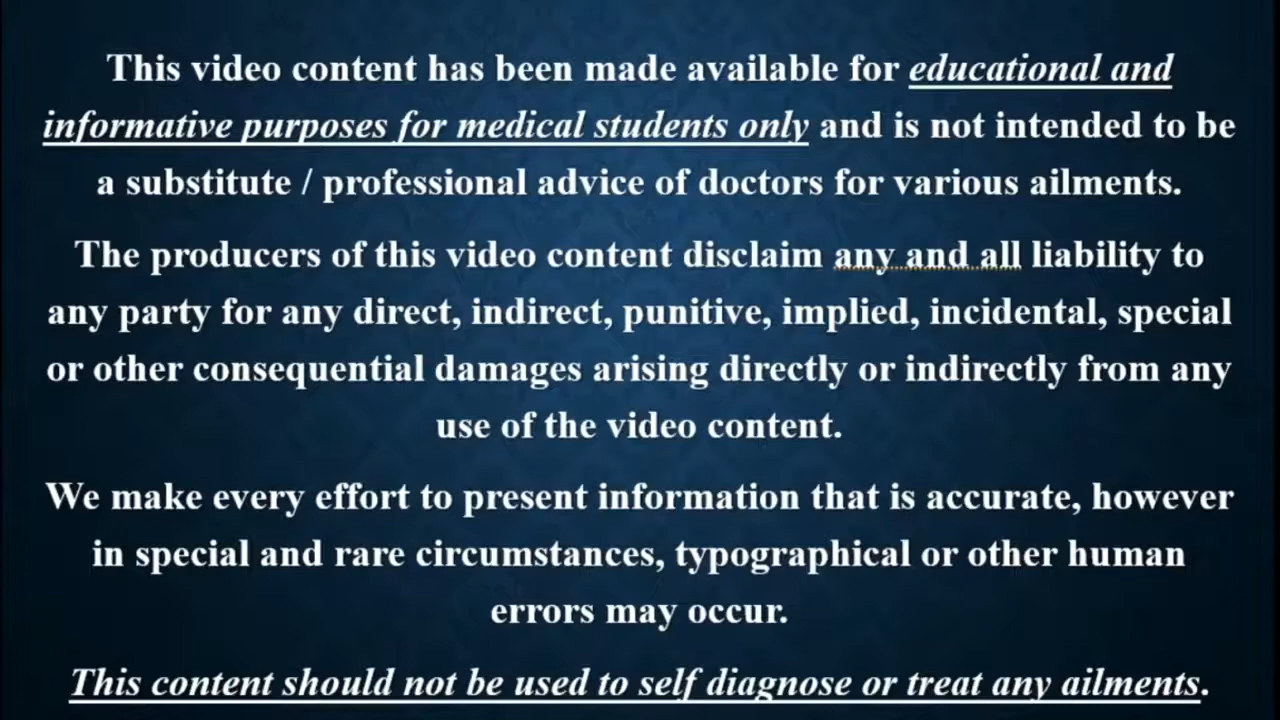 This video content has been made available for educational and
informative purposes for medical students only and is not intended to be
a substitute / professional advice of doctors for various ailments.
The producers of this video content disclaim any and all liability to
any party for any direct, indirect, punitive, implied, incidental, special
or other consequential damages arising directly or indirectly from any
use of the video content.
We make every effort to present information that is accurate, however
in special and rare circumstances, typographical or other human
errors may occur.
This content should not be used to self diagnose or treat any ailments.